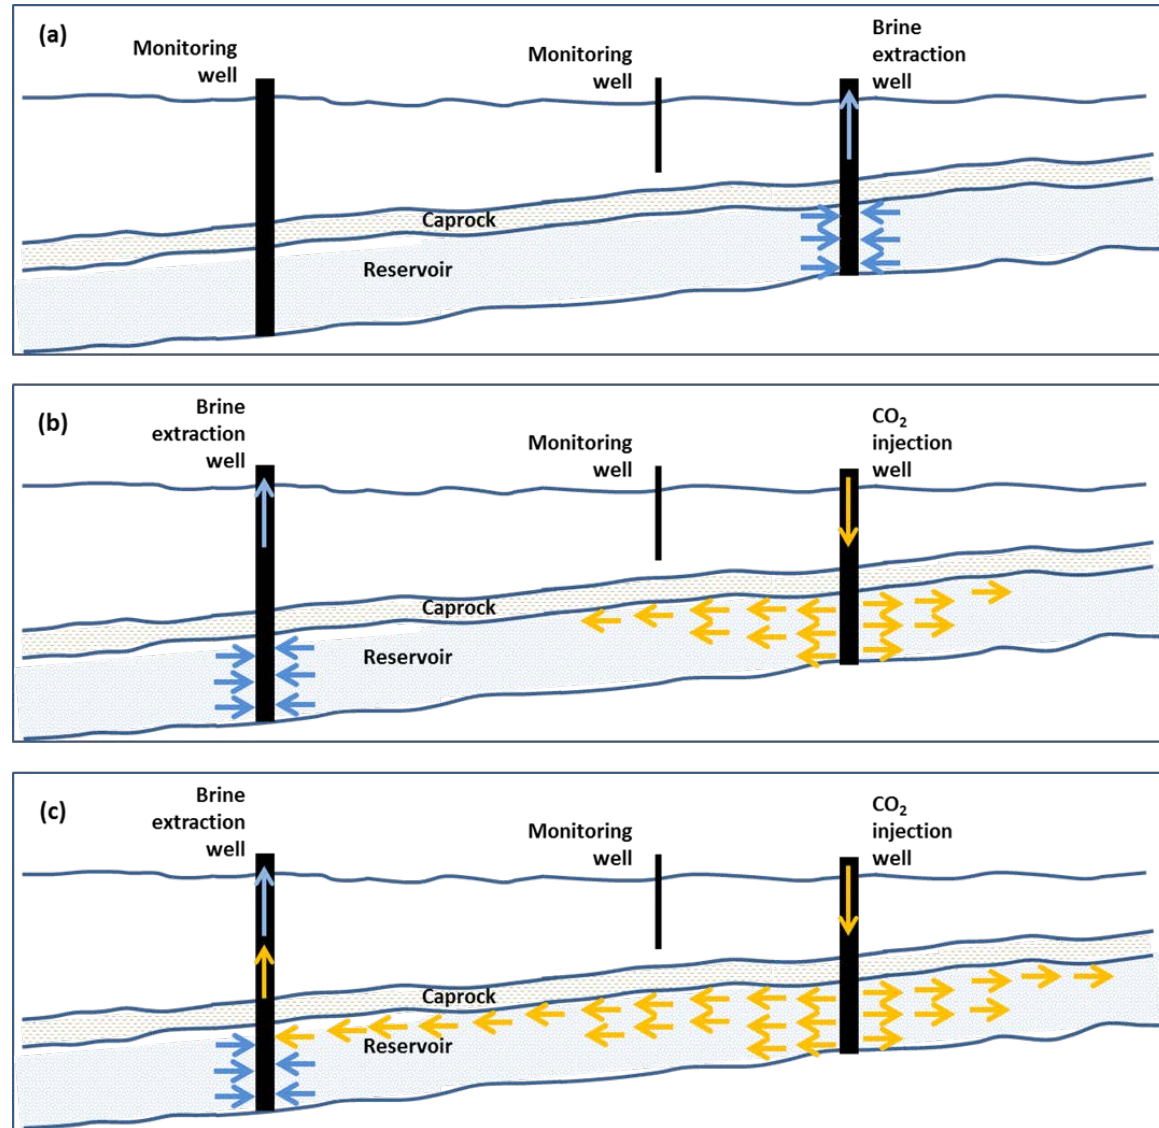 (a)
Monitoring
well
Monitoring
well
Brine
extraction
well
Caprock
Reservoir
(b)
Brine
extraction
well
Monitoring
well
CO₂
injection
well
Caprock
Reservoir
(c)
Brine
extraction
well
Monitoring
well
CO₂
injection
well
Caprock
Reservoir